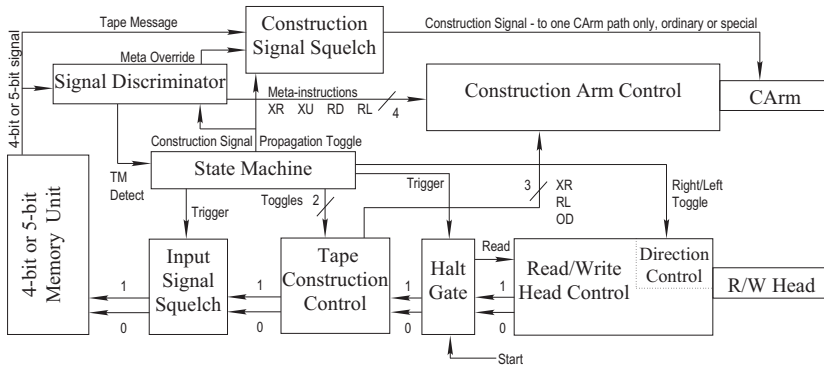 Tape Message
Construction
Signal Squelch
Construction Signal - to one CArm path only, ordinary or special
4-bit or 5-bit signal
Meta Override
Signal Discriminator
Meta-instructions
XR XU RD RL
4
Construction Arm Control
CArm
Construction Signal Propagation Toggle
TM
Detect
State Machine
Trigger
Toggles
2
Trigger
3
XR
RL
OD
Right/Left
Toggle
4-bit or 5-bit
Memory Unit
1
0
Input
Signal
Squelch
1
0
Tape
Construction
Control
1
0
Halt
Gate
Read
1
0
Read/Write
Head Control
Direction
Control
R/W Head
Start